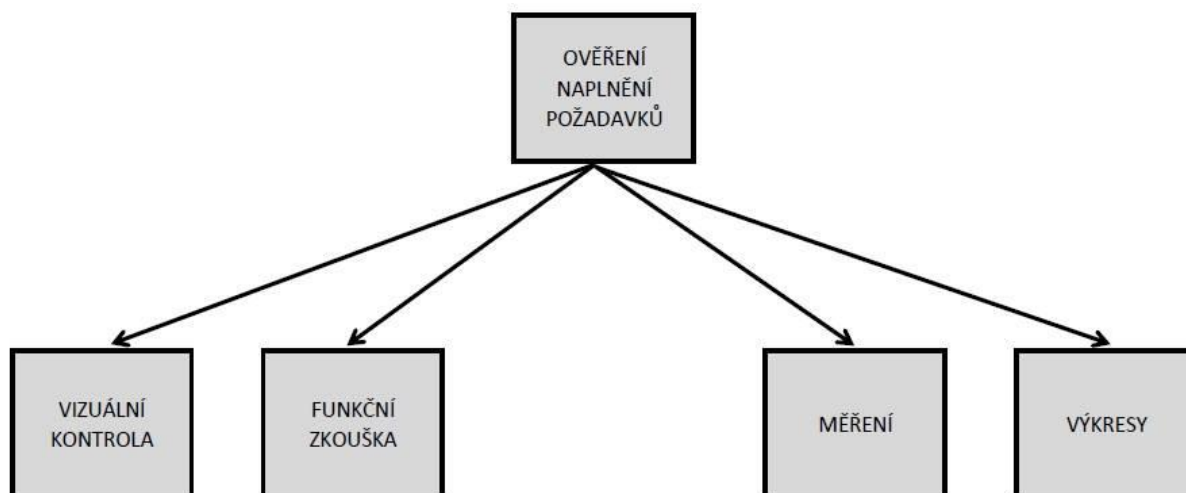 OVĚŘENÍ
NAPLNĚNÍ
POŽADAVKŮ
VIZUÁLNÍ
KONTROLA
FUNKČNÍ
ZKOUŠKA
MĚŘENÍ
VÝKRESY